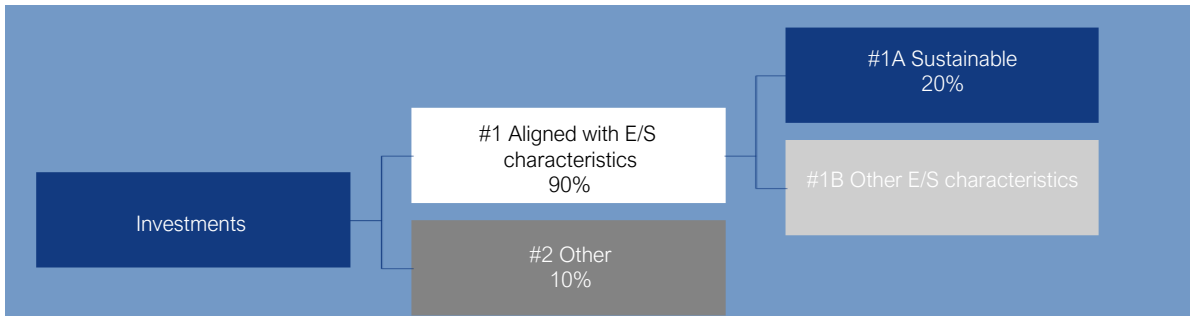 Investments
#1 Aligned with E/S
characteristics
90%
#2 Other
10%
#1A Sustainable
20%
#1B Other E/S characteristics